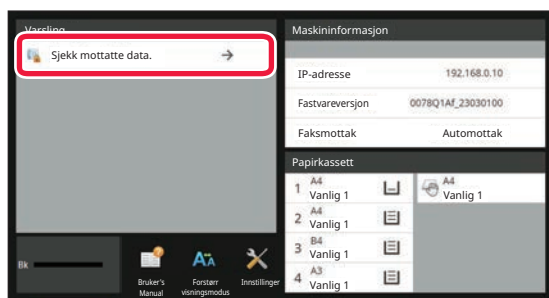 Varsling
Sjekk mottatte data.
Bk
Bruker's
Manual
Forstørr
visningsmodus
Innstillinger
Maskininformasjon
IP-adresse 192.168.0.10
Fastvareversjon 0078Q1Af_23030100
Faksmottak Automottak
Papirkassett
1 A4
Vanlig 1
2 A4
Vanlig 1
3 B4
Vanlig 1
4 A3
Vanlig 1
A4
Vanlig 1